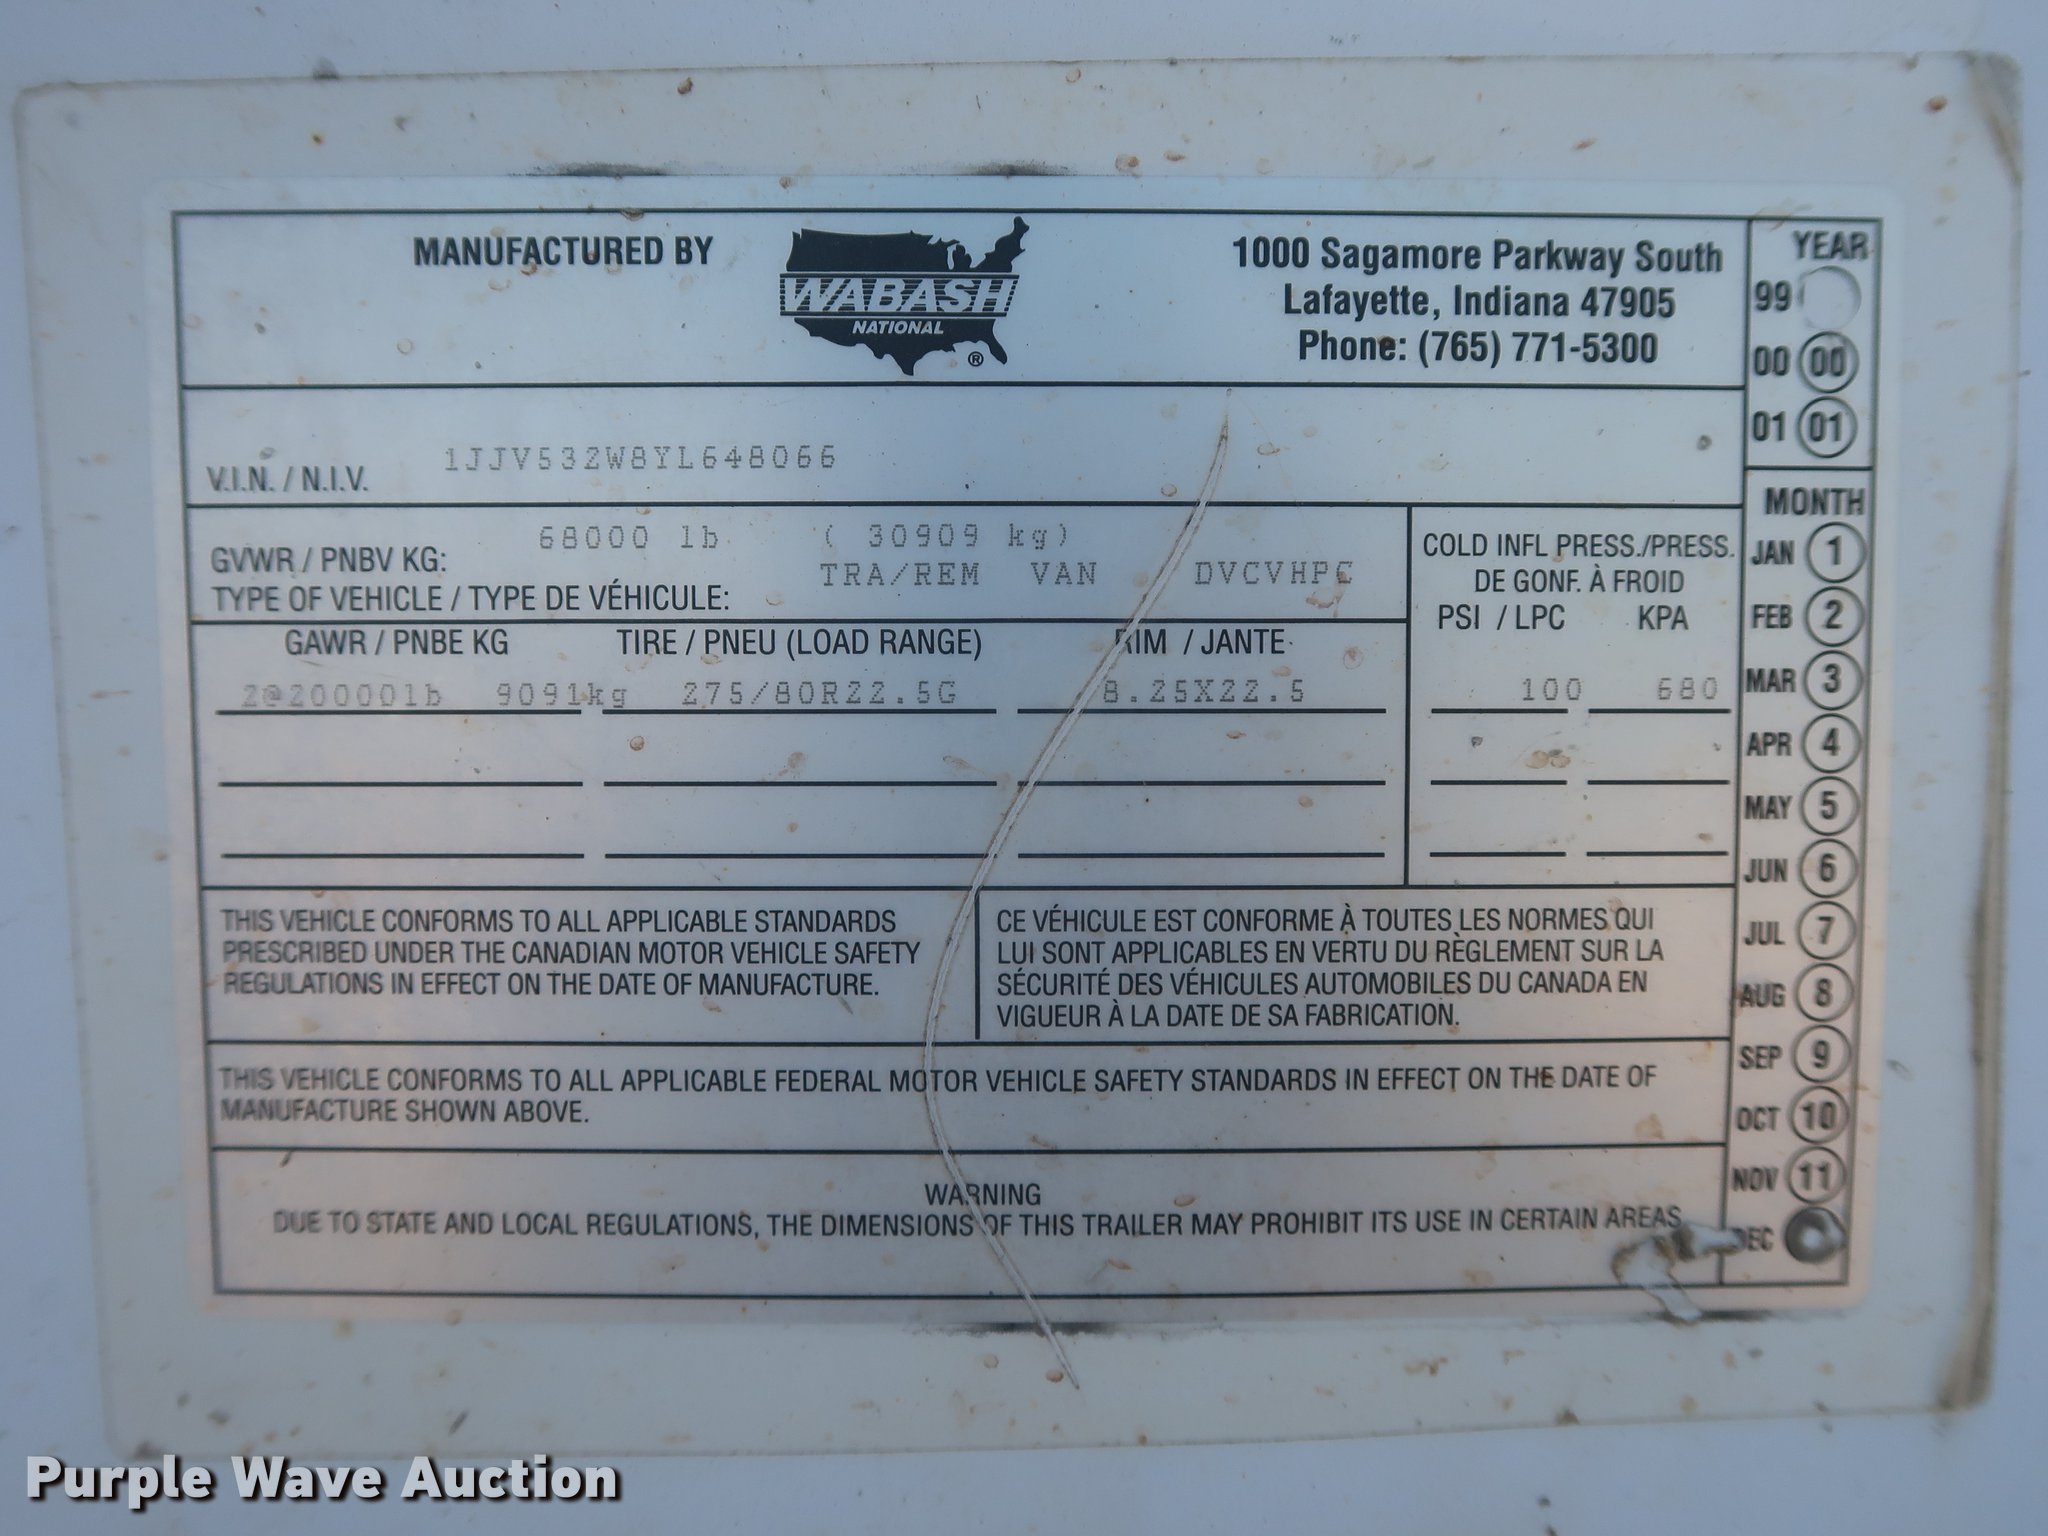 MANUFACTURED BY
WABASH
NATIONAL
®
1000 Sagamore Parkway South
Lafayette, Indiana 47905
Phone: (765) 771-5300
YEAR
99
00 00
01 01
V.I.N. / N.I.V. 1JJV532W8YL648066
GVWR / PNBV KG: 68000 lb ( 30909 kg)
TYPE OF VEHICLE / TYPE DE VÉHICULE: TRA/REM VAN DVCVHPC
COLD INFL PRESS./PRESS.
DE GONF. À FROID
PSI / LPC KPA
GAWR / PNBE KG TIRE / PNEU (LOAD RANGE) RIM / JANTE
2@20000lb 9091kg 275/80R22.5G 8.25X22.5 100 680
MONTH
JAN 1
FEB 2
MAR 3
APR 4
MAY 5
JUN 6
JUL 7
AUG 8
SEP 9
OCT 10
NOV 11
DEC
THIS VEHICLE CONFORMS TO ALL APPLICABLE STANDARDS
PRESCRIBED UNDER THE CANADIAN MOTOR VEHICLE SAFETY
REGULATIONS IN EFFECT ON THE DATE OF MANUFACTURE.
CE VÉHICULE EST CONFORME À TOUTES LES NORMES QUI
LUI SONT APPLICABLES EN VERTU DU RÈGLEMENT SUR LA
SÉCURITÉ DES VÉHICULES AUTOMOBILES DU CANADA EN
VIGUEUR À LA DATE DE SA FABRICATION.
THIS VEHICLE CONFORMS TO ALL APPLICABLE FEDERAL MOTOR VEHICLE SAFETY STANDARDS IN EFFECT ON THE DATE OF
MANUFACTURE SHOWN ABOVE.
WARNING
DUE TO STATE AND LOCAL REGULATIONS, THE DIMENSIONS OF THIS TRAILER MAY PROHIBIT ITS USE IN CERTAIN AREAS
Purple Wave Auction